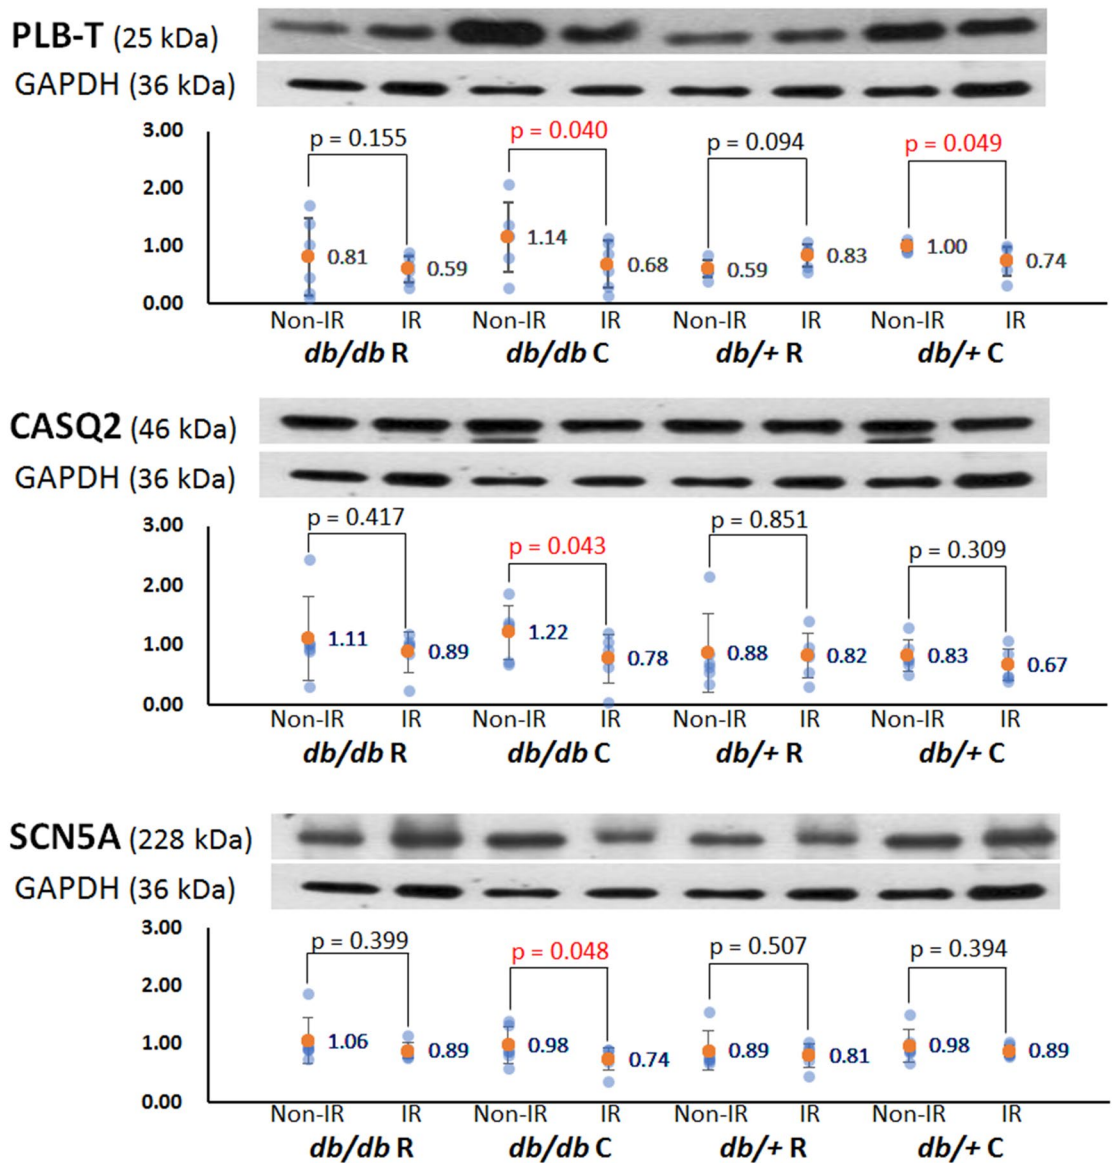 PLB-T (25 kDa)
GAPDH (36 kDa)
3.00
2.00
1.00
0.00
p = 0.155
p = 0.040
p = 0.094
p = 0.049
0.81
0.59
1.14
0.68
0.59
0.83
1.00
0.74
Non-IR IR Non-IR IR Non-IR IR Non-IR IR
db/db R db/db C db/+ R db/+ C
CASQ2 (46 kDa)
GAPDH (36 kDa)
3.00
2.00
1.00
0.00
p = 0.417
p = 0.043
p = 0.851
p = 0.309
1.11
0.89
1.22
0.78
0.88
0.82
0.83
0.67
Non-IR IR Non-IR IR Non-IR IR Non-IR IR
db/db R db/db C db/+ R db/+ C
SCN5A (228 kDa)
GAPDH (36 kDa)
3.00
2.00
1.00
0.00
p = 0.399
p = 0.048
p = 0.507
p = 0.394
1.06
0.89
0.98
0.74
0.89
0.81
0.98
0.89
Non-IR IR Non-IR IR Non-IR IR Non-IR IR
db/db R db/db C db/+ R db/+ C